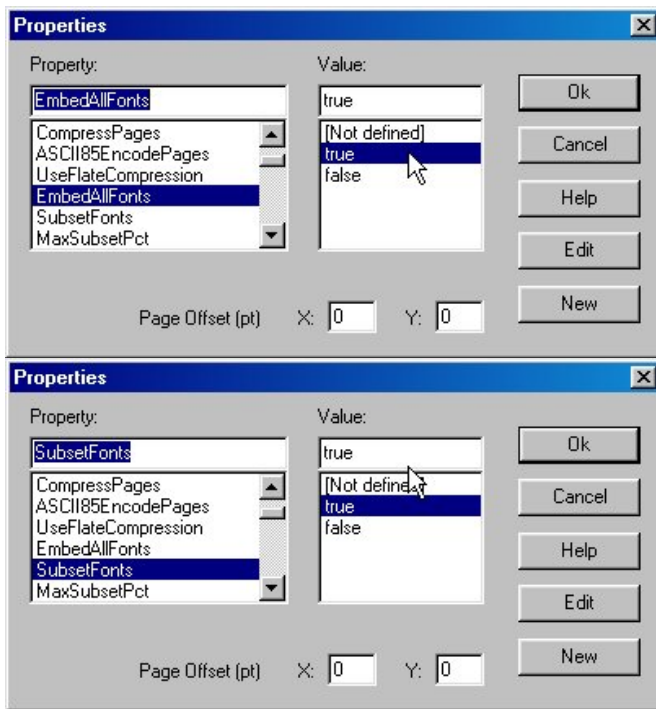 Properties
Property: Value:
EmbedAllFonts true Ok
CompressPages [Not defined]
ASCII85EncodePages true Cancel
UseFlateCompression false
EmbedAllFonts Help
SubsetFonts
MaxSubsetPct Edit
Page Offset (pt) X: 0 Y: 0 New
Properties
Property: Value:
SubsetFonts true Ok
CompressPages [Not define
ASCII85EncodePages true Cancel
UseFlateCompression false
EmbedAllFonts Help
SubsetFonts
MaxSubsetPct Edit
Page Offset (pt) X: 0 Y: 0 New